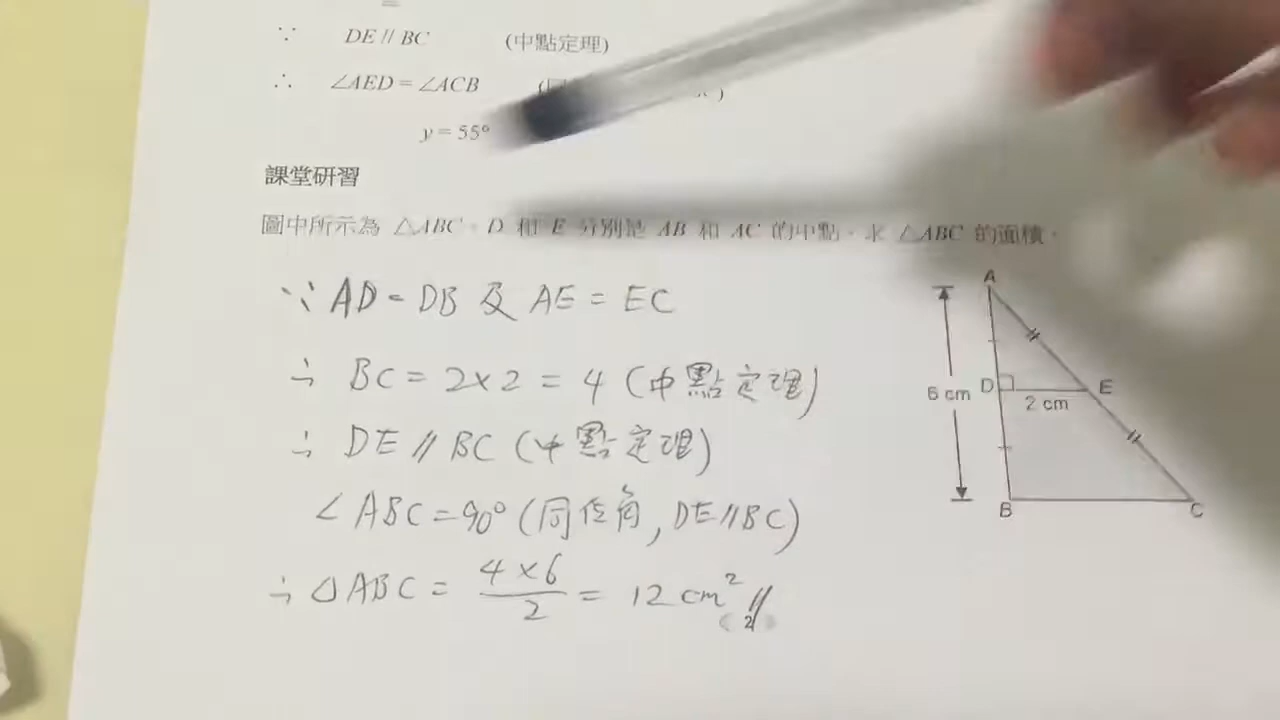 ∵ DE // BC (中點定理)
∴ ∠AED = ∠ACB
y = 55°
課堂研習
圖中所示為 △ABC。D 和 E 分別是 AB 和 AC 的中點。求 △ABC 的面積。
∵ AD = DB 及 AE = EC
∴ BC = 2×2 = 4 (中點定理)
∴ DE // BC (中點定理)
∠ABC = 90° (同位角, DE//BC)
∴ △ABC = 4×6/2 = 12 cm² //
A
6 cm
D
E
2 cm
B
C